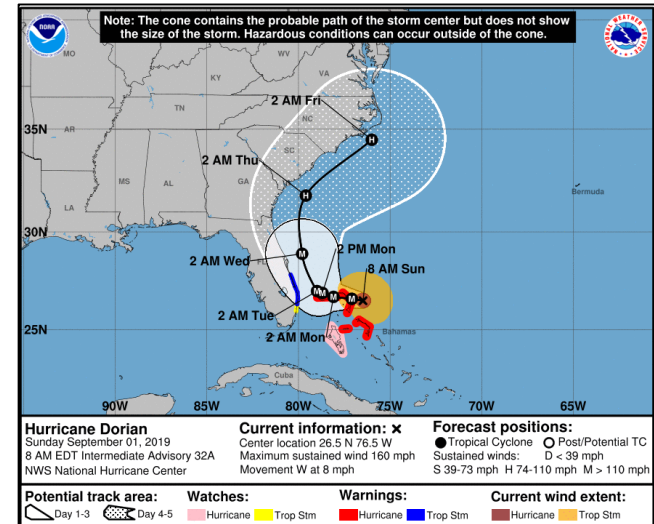 Note: The cone contains the probable path of the storm center but does not show
the size of the storm. Hazardous conditions can occur outside of the cone.
NOAA
NATIONAL WEATHER SERVICE
MO
KY
WV
VA
2 AM Fri
TN
NC
35N
AR
2 AM Thu
SC
MS
AL
GA
Bermuda
LA
30N
2 PM Mon
2 AM Wed
FL
8 AM Sun
H
H
M
M
M
M
M
2 AM Tue
2 AM Mon
Bahamas
25N
Cuba
90W
85W
80W
75W
70W
65W
Hurricane Dorian
Sunday September 01, 2019
8 AM EDT Intermediate Advisory 32A
NWS National Hurricane Center
Current information: ×
Center location 26.5 N 76.5 W
Maximum sustained wind 160 mph
Movement W at 8 mph
Forecast positions:
● Tropical Cyclone ○ Post/Potential TC
Sustained winds: D < 39 mph
S 39-73 mph H 74-110 mph M > 110 mph
Potential track area:
Day 1-3 Day 4-5
Watches:
Hurricane Trop Stm
Warnings:
Hurricane Trop Stm
Current wind extent:
Hurricane Trop Stm